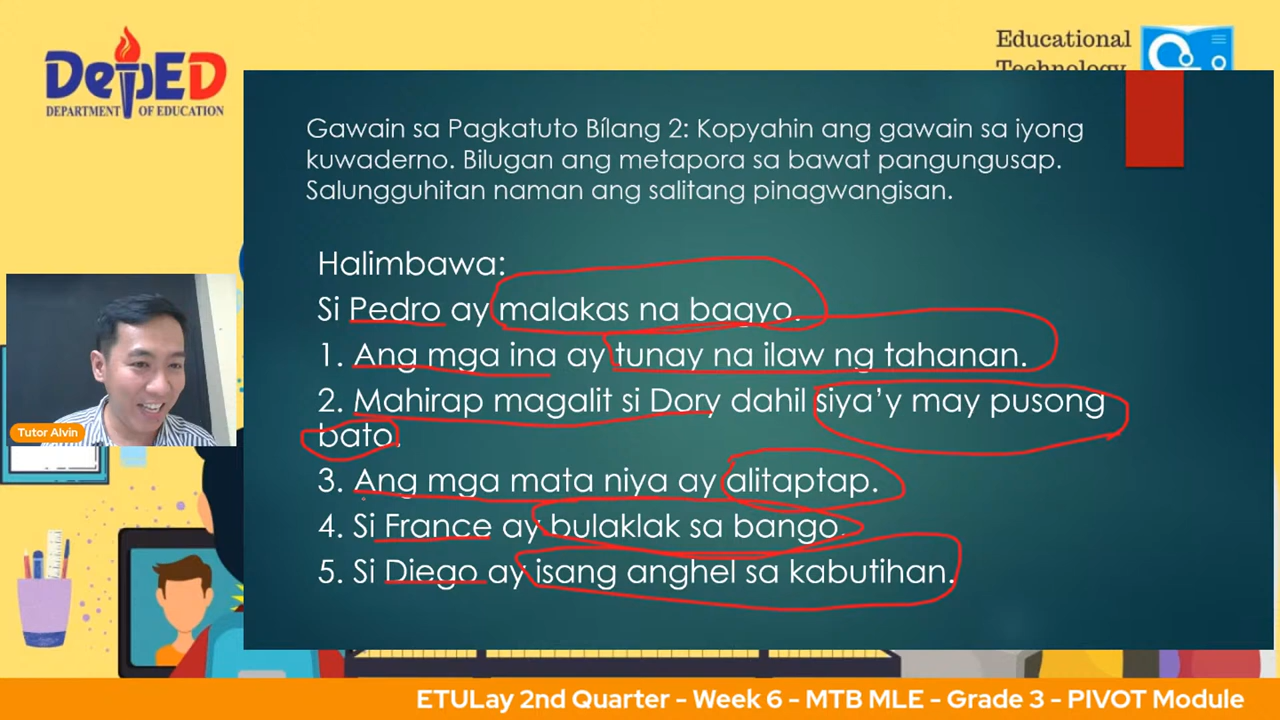 DepED
DEPARTMENT OF EDUCATION
Educational
Technology
Gawain sa Pagkatuto Bílang 2: Kopyahin ang gawain sa iyong
kuwaderno. Bilugan ang metapora sa bawat pangungusap.
Salungguhitan naman ang salitang pinagwangisan.
Halimbawa:
Si Pedro ay malakas na bagyo.
1. Ang mga ina ay tunay na ilaw ng tahanan.
2. Mahirap magalit si Dory dahil siya’y may pusong
bato.
3. Ang mga mata niya ay alitaptap.
4. Si France ay bulaklak sa bango.
5. Si Diego ay isang anghel sa kabutihan.
Tutor Alvin
ETULay 2nd Quarter - Week 6 - MTB MLE - Grade 3 - PIVOT Module